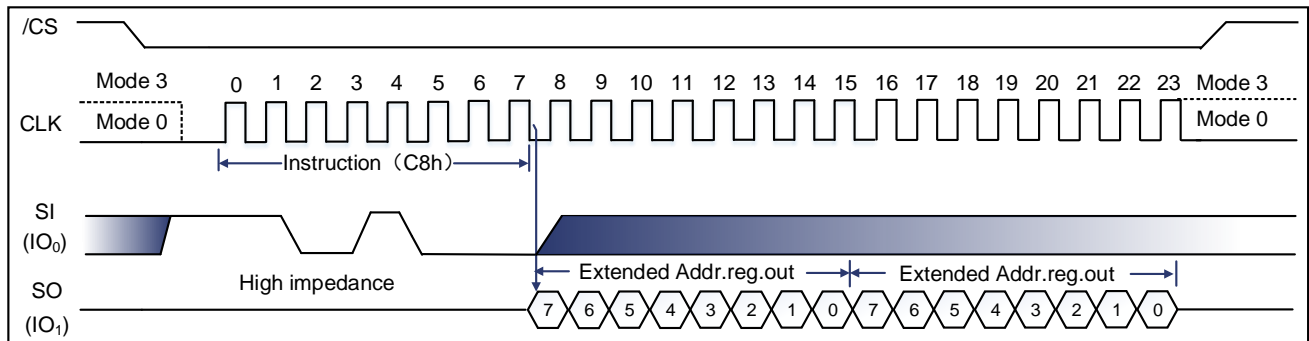 /CS
Mode 3 0 1 2 3 4 5 6 7 8 9 10 11 12 13 14 15 16 17 18 19 20 21 22 23 Mode 3
CLK Mode 0 Mode 0
Instruction（C8h）
SI
(IO₀)
Extended Addr.reg.out Extended Addr.reg.out
High impedance
SO
7 6 5 4 3 2 1 0 7 6 5 4 3 2 1 0
(IO₁)